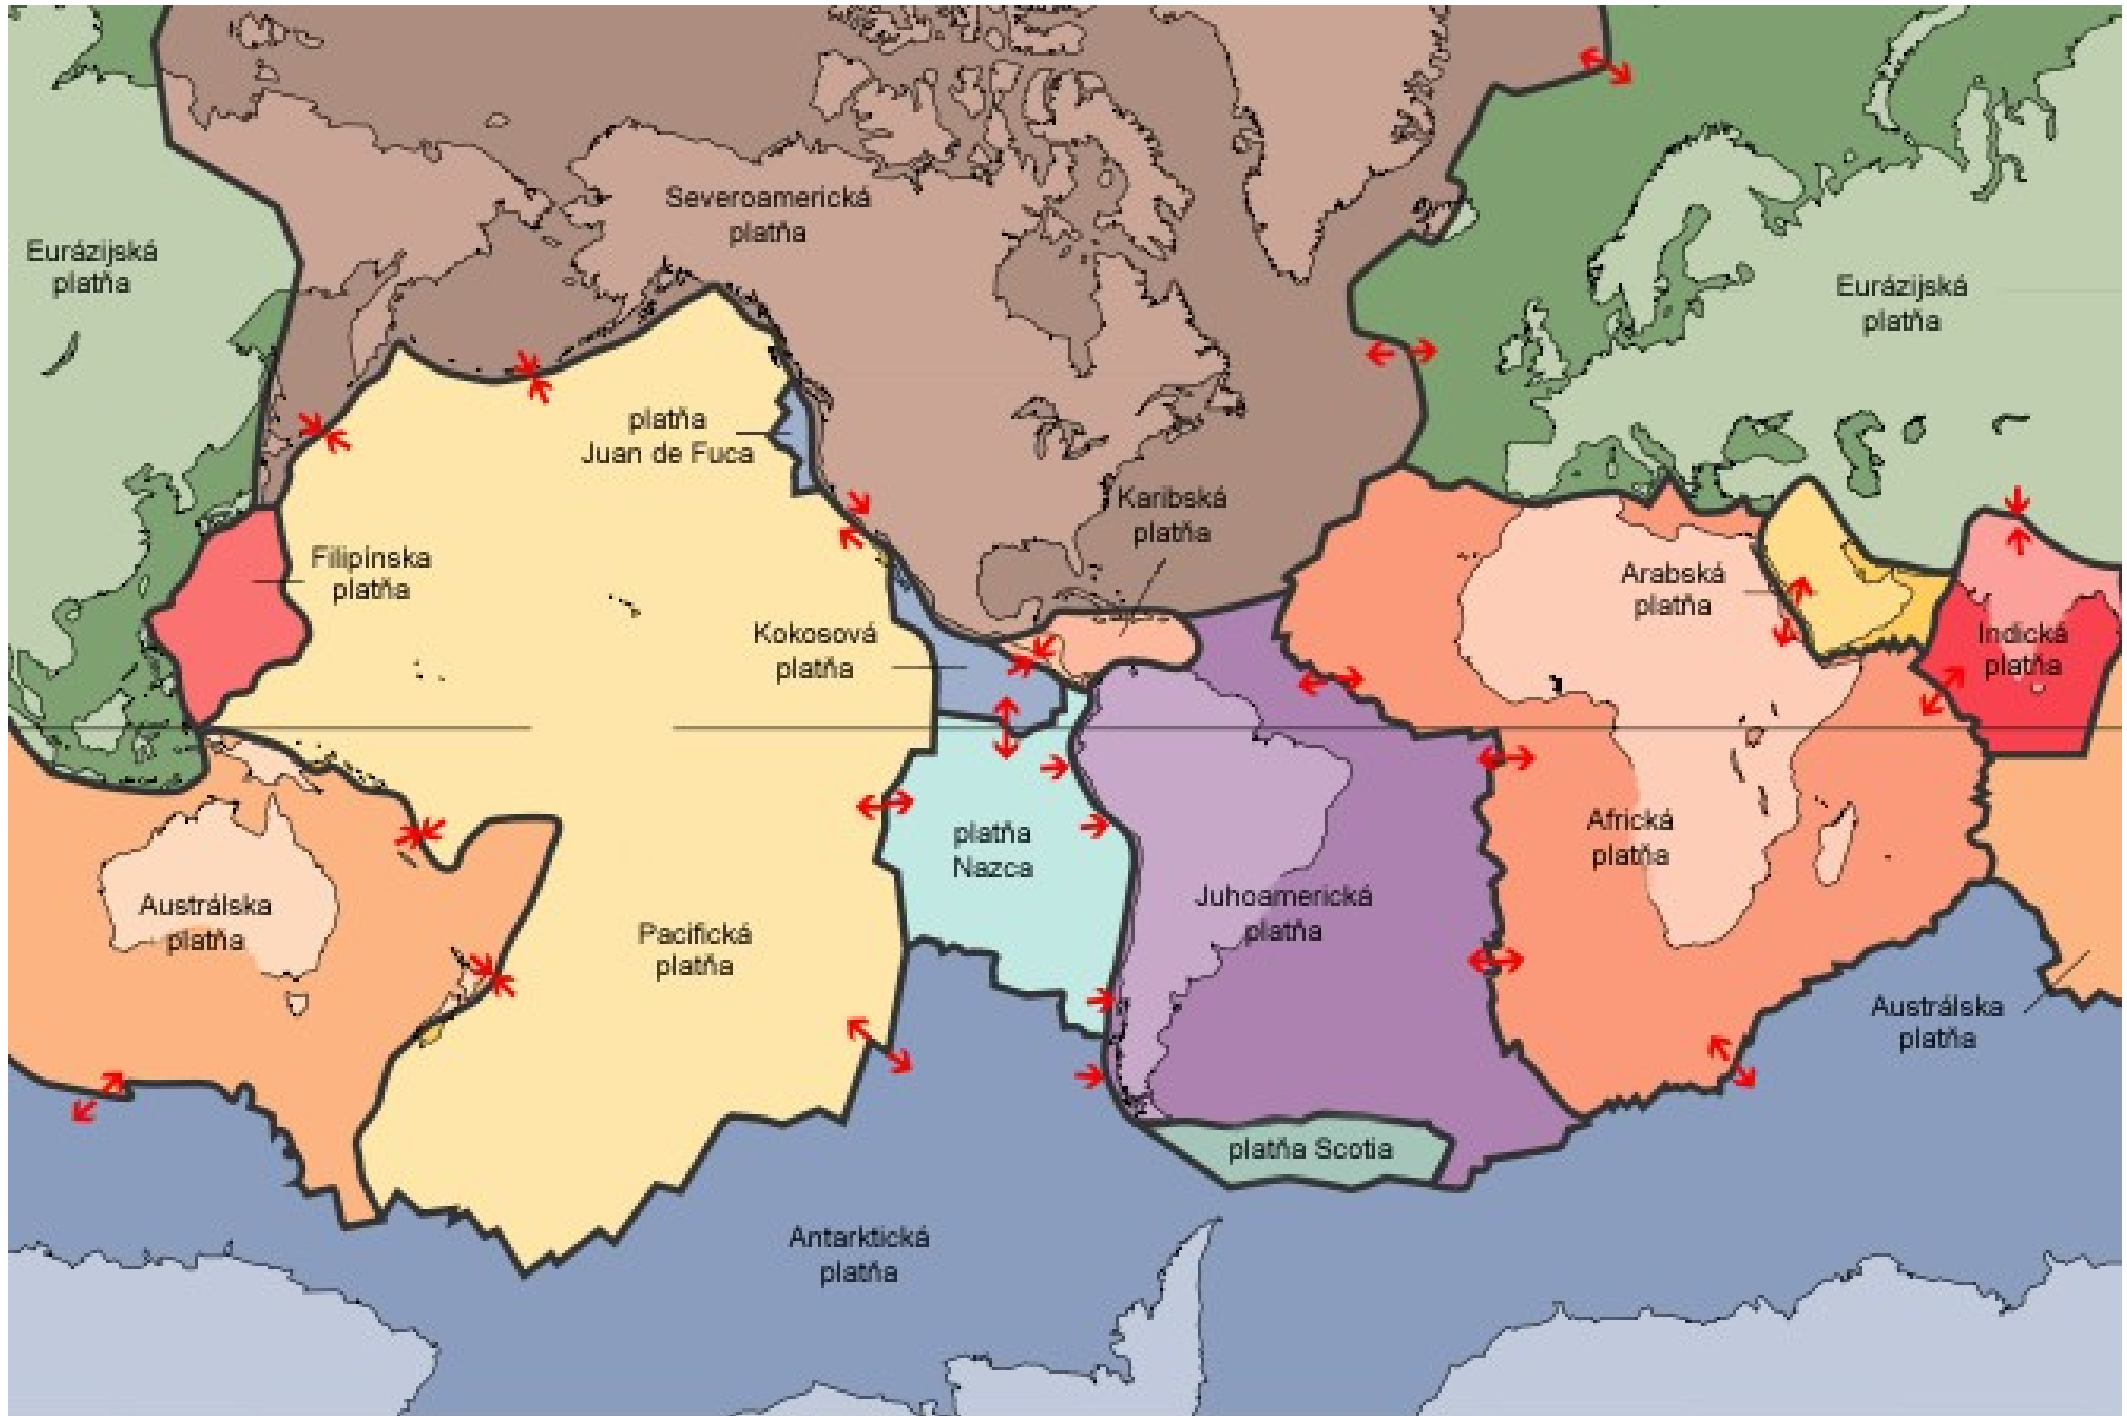 Severoamerická
platňa
Eurázijská
platňa
Eurázijská
platňa
platňa
Juan de Fuca
Karibská
platňa
Filipínska
platňa
Arabská
platňa
Kokosová
platňa
Indická
platňa
platňa
Nazca
Africká
platňa
Austrálska
platňa
Juhoamerická
platňa
Pacifická
platňa
Austrálska
platňa
platňa Scotia
Antarktická
platňa